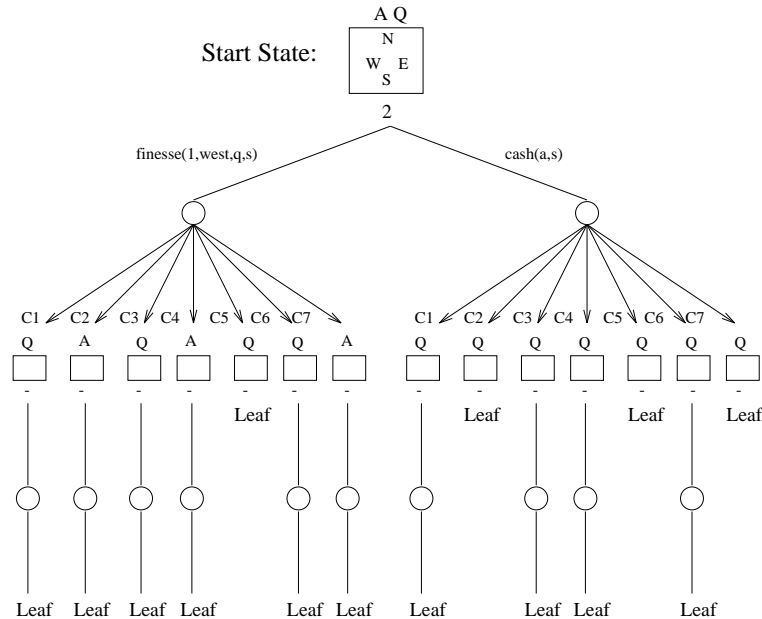 A Q
N
Start State:
W E
S
2
finesse(1,west,q,s) cash(a,s)
C1 C2 C3 C4 C5 C6 C7 C1 C2 C3 C4 C5 C6 C7
Q A Q A Q Q A Q Q Q Q Q Q Q
- - - - - - - - - - - - - -
Leaf Leaf Leaf Leaf
Leaf Leaf Leaf Leaf Leaf Leaf Leaf Leaf Leaf Leaf